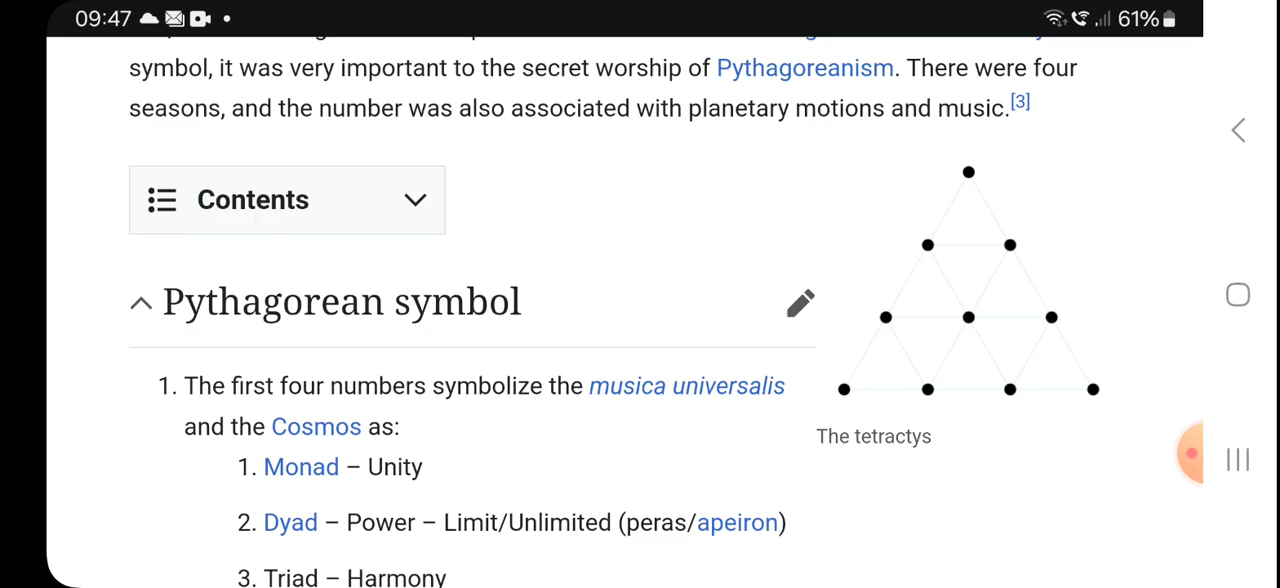 09:47
61%
symbol, it was very important to the secret worship of Pythagoreanism. There were four
seasons, and the number was also associated with planetary motions and music.[3]
Contents
Pythagorean symbol
1. The first four numbers symbolize the musica universalis
and the Cosmos as:
1. Monad – Unity
2. Dyad – Power – Limit/Unlimited (peras/apeiron)
3. Triad – Harmony
The tetractys